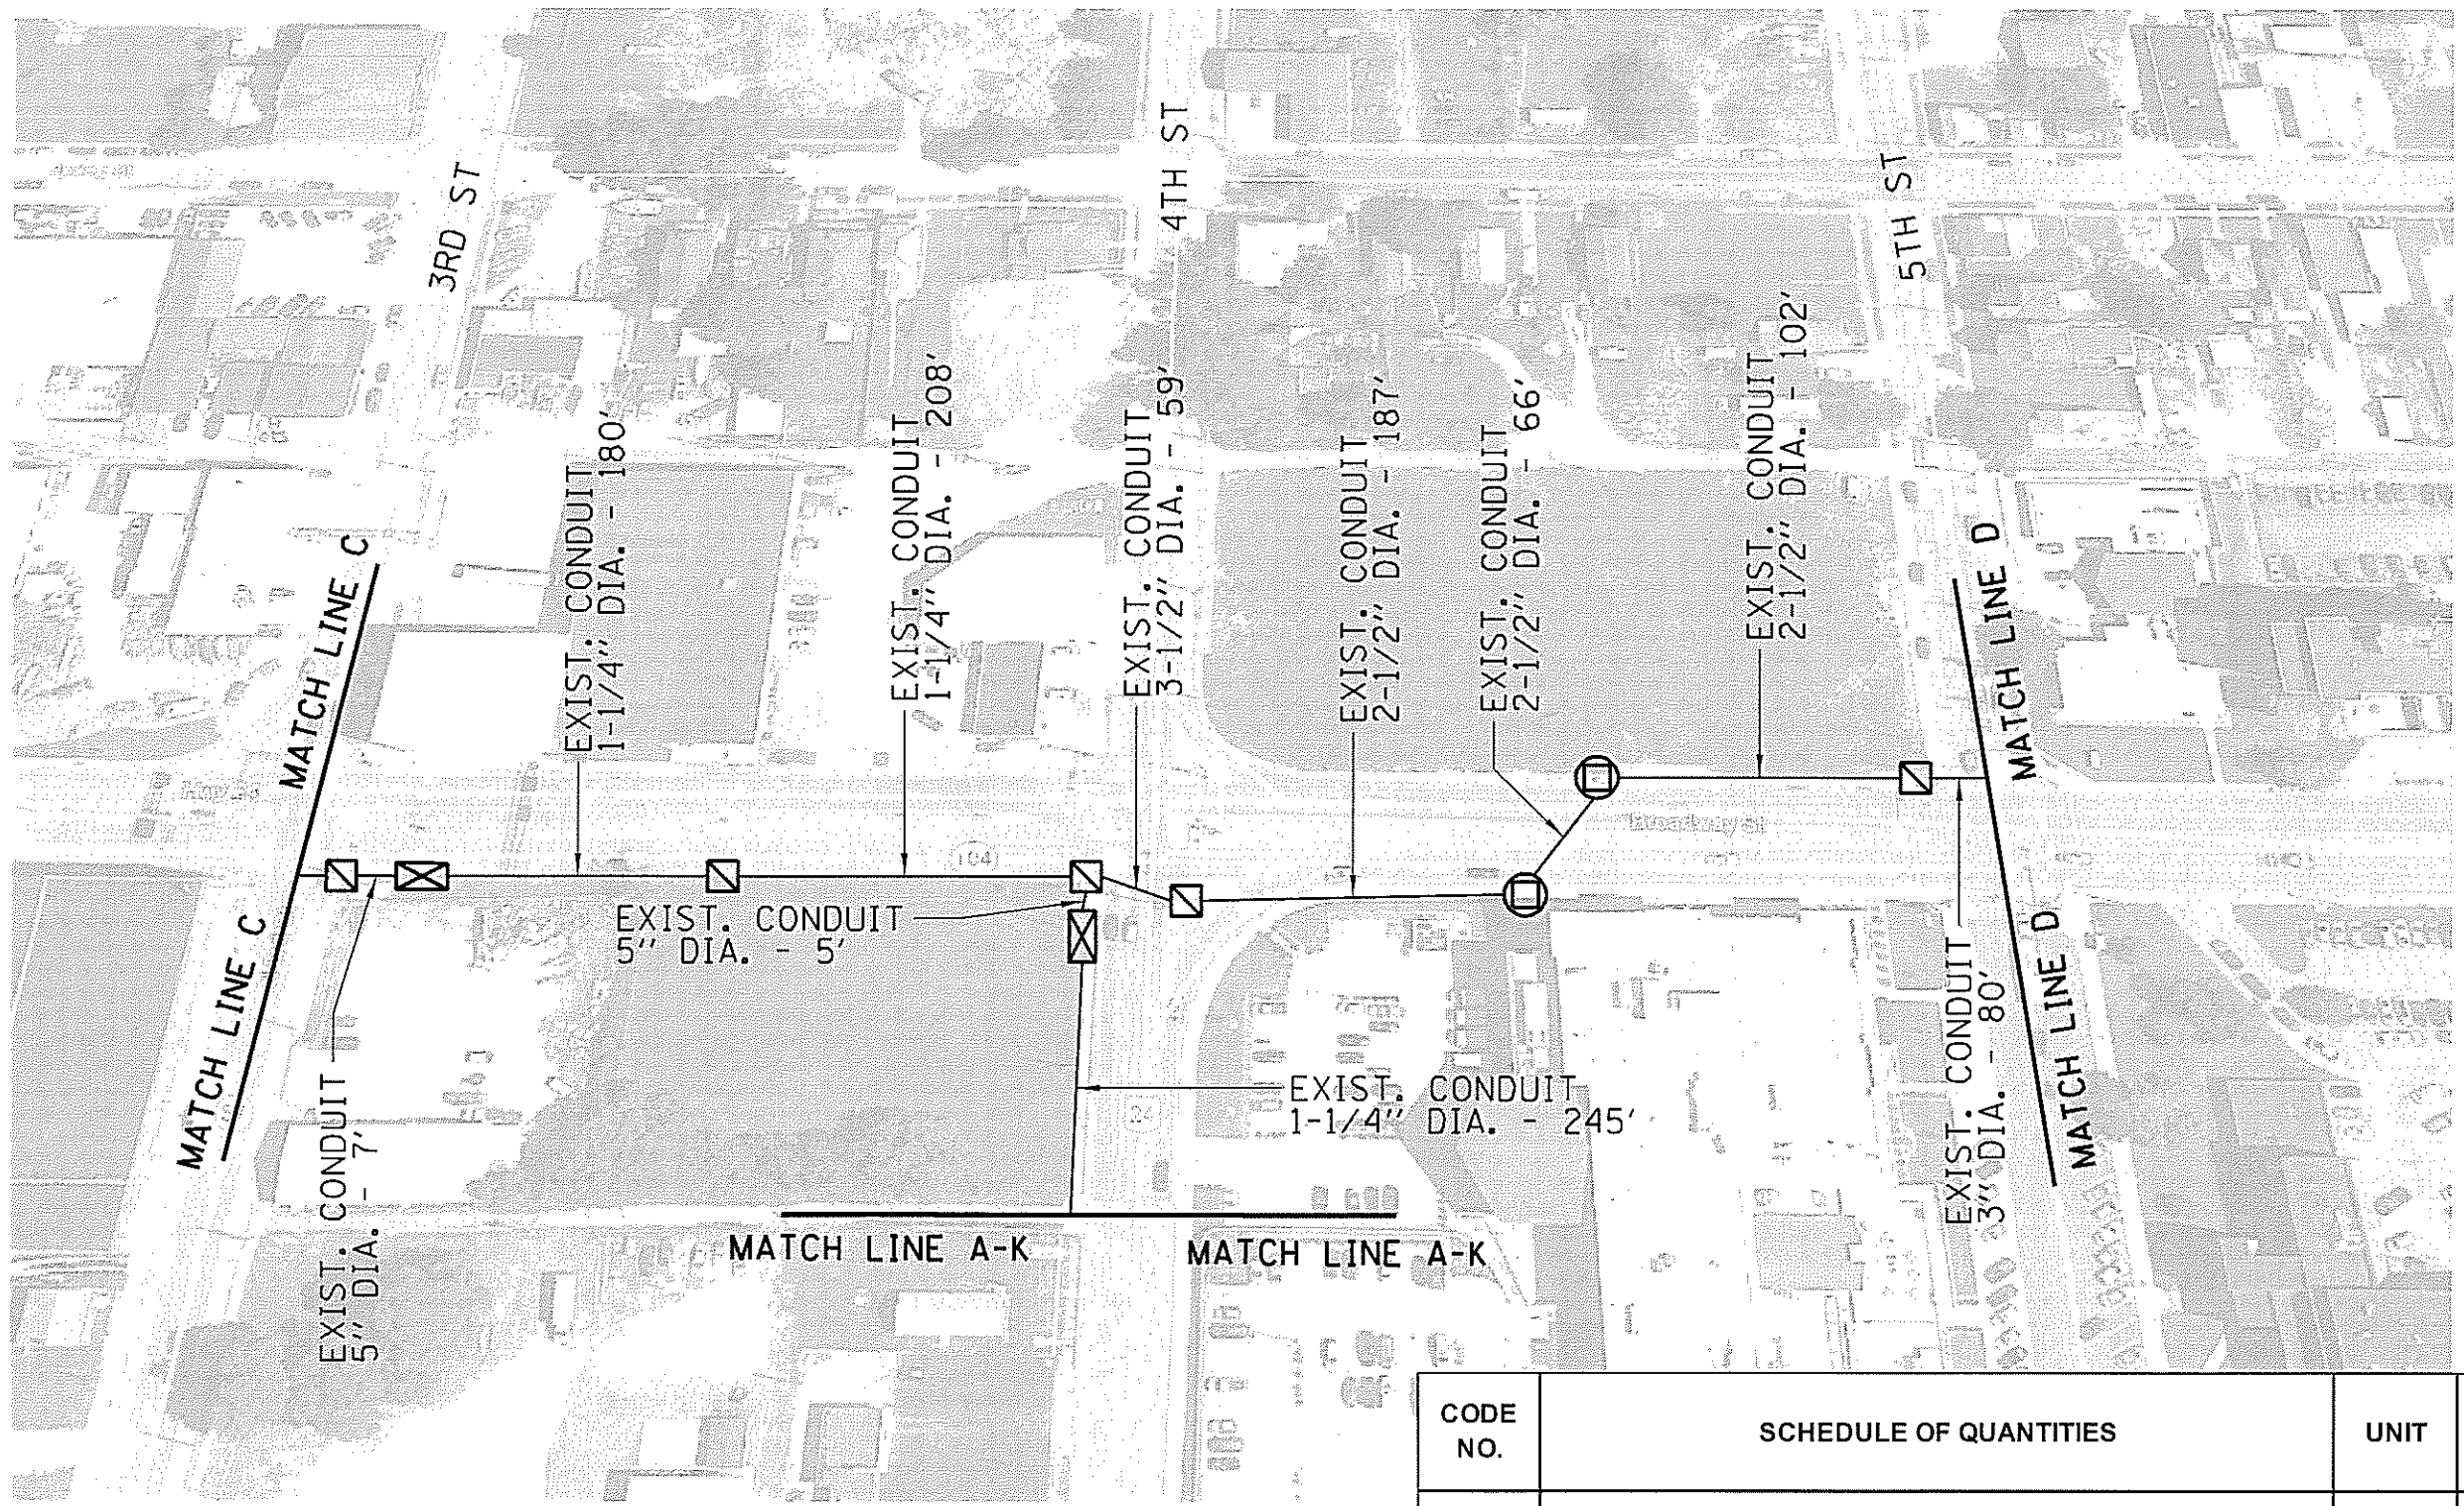 3RD ST
4TH ST
5TH ST
MATCH LINE C
EXIST. CONDUIT
1-1/4" DIA. - 180'
EXIST. CONDUIT
1-1/4" DIA. - 208'
EXIST. CONDUIT
3-1/2" DIA. - 59'
EXIST. CONDUIT
2-1/2" DIA. - 187'
EXIST. CONDUIT
2-1/2" DIA. - 66'
EXIST. CONDUIT
2-1/2" DIA. - 102'
MATCH LINE D
104
MATCH LINE C
EXIST. CONDUIT
5" DIA. - 7'
EXIST. CONDUIT
5" DIA. - 5'
EXIST. CONDUIT
1-1/4" DIA. - 245'
EXIST. CONDUIT
3" DIA. - 80'
MATCH LINE D
MATCH LINE A-K
MATCH LINE A-K
CODE
NO.
SCHEDULE OF QUANTITIES
UNIT